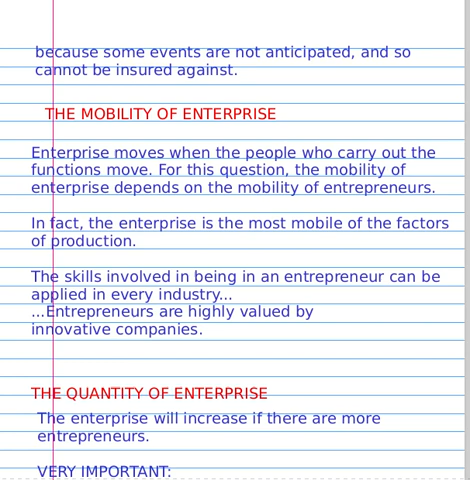 because some events are not anticipated, and so
cannot be insured against.
THE MOBILITY OF ENTERPRISE
Enterprise moves when the people who carry out the
functions move. For this question, the mobility of
enterprise depends on the mobility of entrepreneurs.
In fact, the enterprise is the most mobile of the factors
of production.
The skills involved in being in an entrepreneur can be
applied in every industry...
...Entrepreneurs are highly valued by
innovative companies.
THE QUANTITY OF ENTERPRISE
The enterprise will increase if there are more
entrepreneurs.
VERY IMPORTANT: